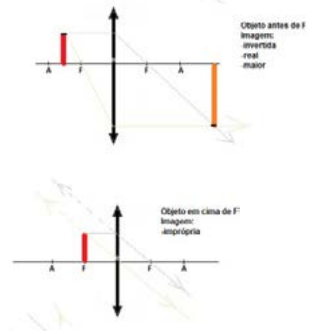 Objeto antes de F
Imagem:
-invertida
-real
-maior
A F F A
Objeto em cima de F
Imagem:
-imprópria
A F F A